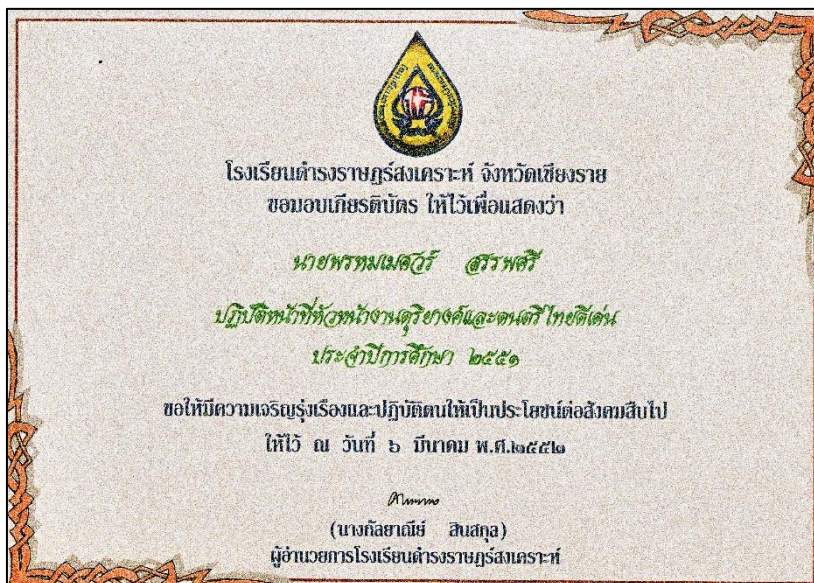 โรงเรียนดำรงราษฎร์สงเคราะห์ จังหวัดเชียงราย
ขอมอบเกียรติบัตร ให้ไว้เพื่อแสดงว่า
นายพรหมเมศวร์ สรรพศรี
ปฏิบัติหน้าที่หัวหน้างานดุริยางค์และดนตรีไทยดีเด่น
ประจำปีการศึกษา ๒๕๕๑
ขอให้มีความเจริญรุ่งเรืองและปฏิบัติตนให้เป็นประโยชน์ต่อสังคมสืบไป
ให้ไว้ ณ วันที่ ๖ มีนาคม พ.ศ.๒๕๕๒
(นางกัลยาณีย์ สินสกุล)
ผู้อำนวยการโรงเรียนดำรงราษฎร์สงเคราะห์